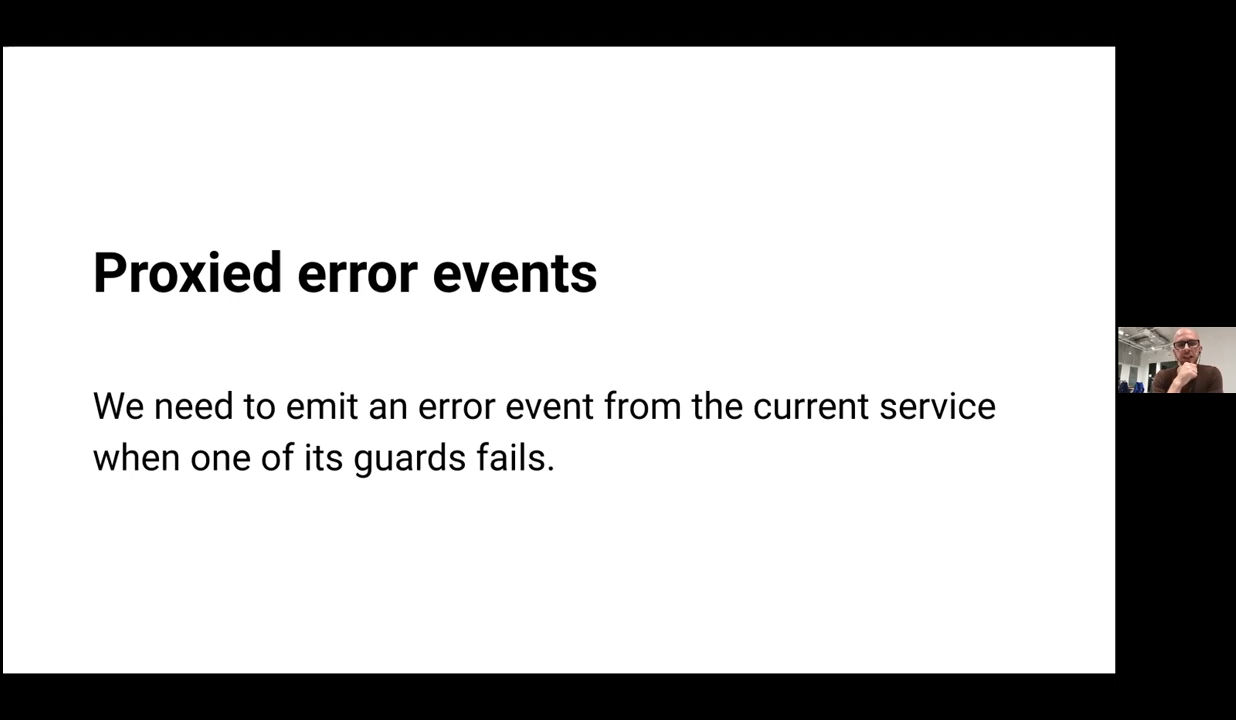 Proxied error events
We need to emit an error event from the current service
when one of its guards fails.